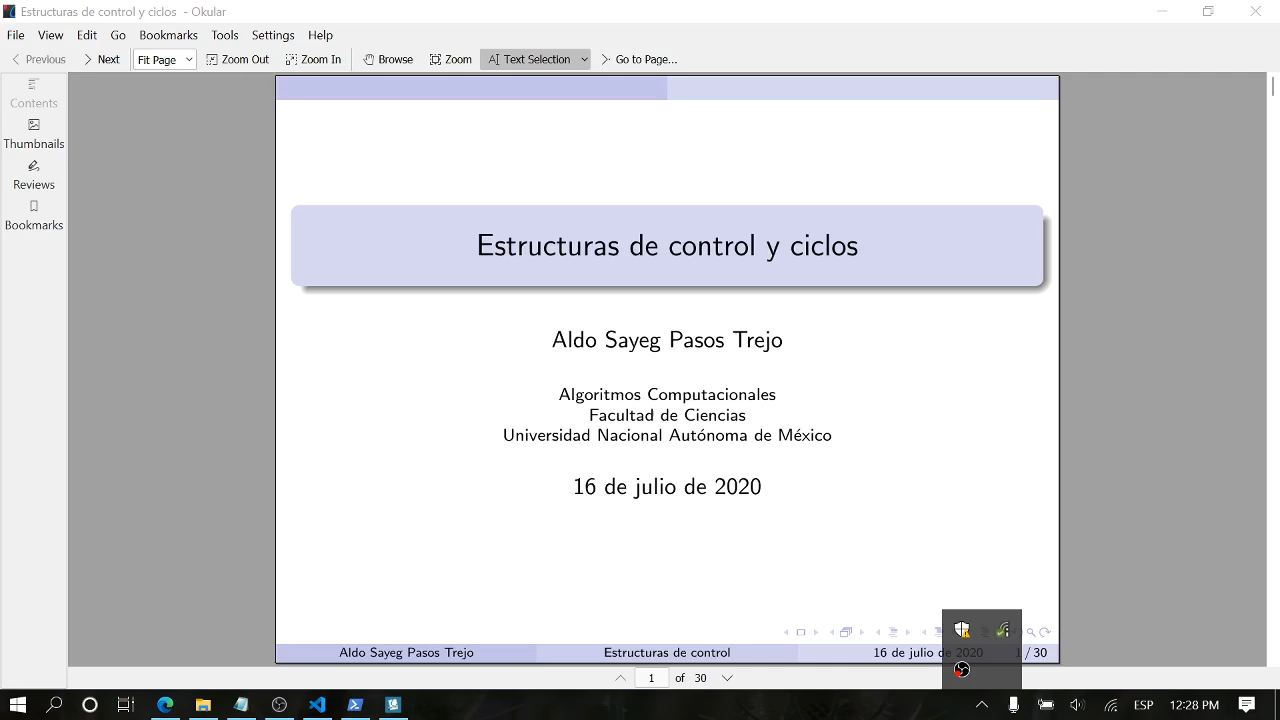 Estructuras de control y ciclos - Okular
File View Edit Go Bookmarks Tools Settings Help
Previous Next Fit Page Zoom Out Zoom In Browse Zoom Text Selection Go to Page...
Contents
Thumbnails
Reviews
Bookmarks
Estructuras de control y ciclos
Aldo Sayeg Pasos Trejo
Algoritmos Computacionales
Facultad de Ciencias
Universidad Nacional Autónoma de México
16 de julio de 2020
Aldo Sayeg Pasos Trejo Estructuras de control 16 de julio de 2020 1 / 30
1 of 30
ESP 12:28 PM